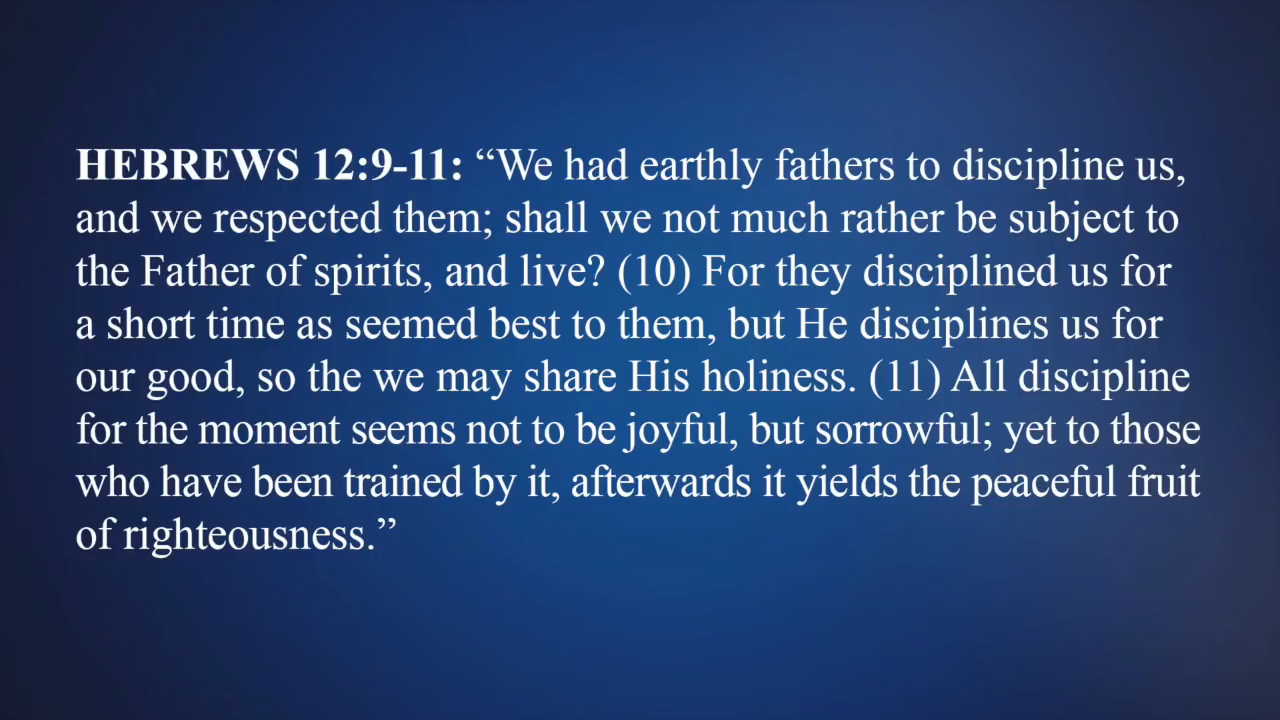 HEBREWS 12:9-11: “We had earthly fathers to discipline us,
and we respected them; shall we not much rather be subject to
the Father of spirits, and live? (10) For they disciplined us for
a short time as seemed best to them, but He disciplines us for
our good, so the we may share His holiness. (11) All discipline
for the moment seems not to be joyful, but sorrowful; yet to those
who have been trained by it, afterwards it yields the peaceful fruit
of righteousness.”